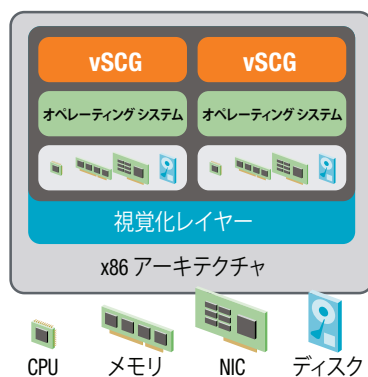 vSCG vSCG
オペレーティングシステム オペレーティングシステム
視覚化レイヤー
x86 アーキテクチャ
CPU メモリ NIC ディスク